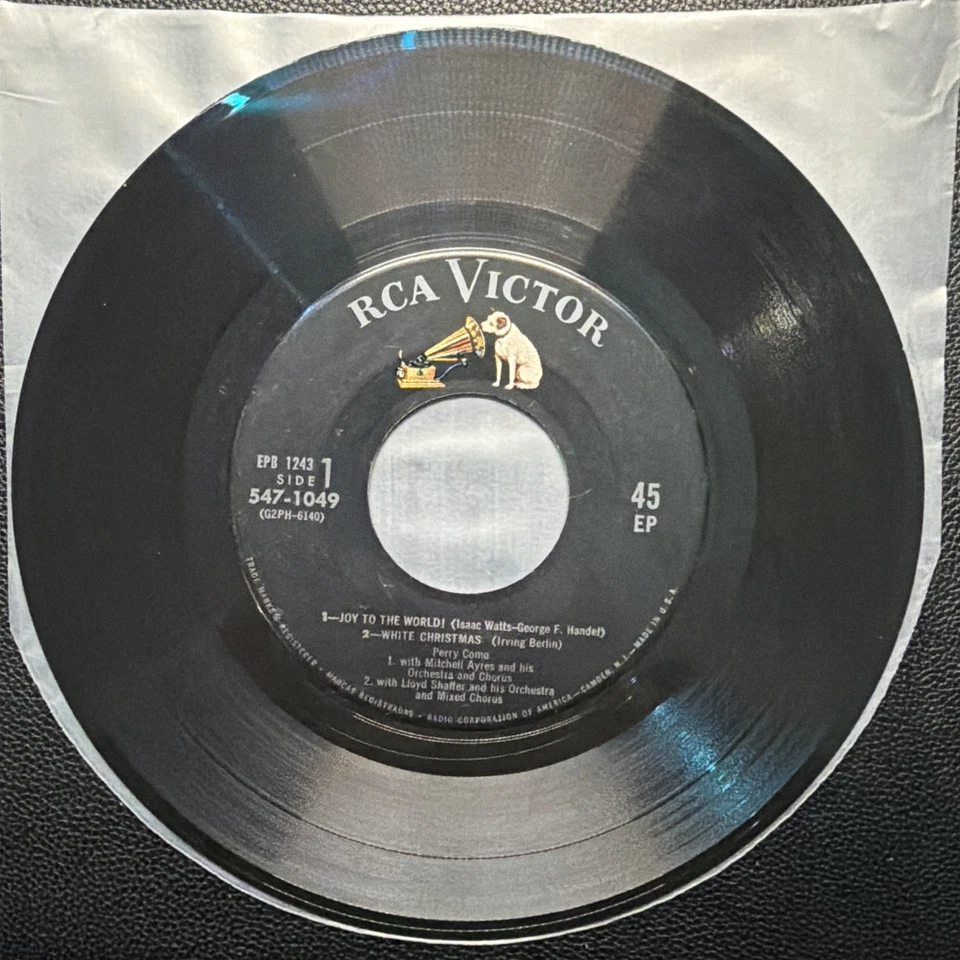 RCA VICTOR
EPB 1243
SIDE 1
547-1049
(G2PH-6140)
45
EP
1—JOY TO THE WORLD! (Isaac Watts-George F. Handel)
2—WHITE CHRISTMAS (Irving Berlin)
Perry Como
1. with Mitchell Ayres and his
Orchestra and Chorus
2. with Lloyd Shaffer and his Orchestra
and Mixed Chorus
TRADE MARKS ® REGISTERED • MARCAS REGISTRADAS • RADIO CORPORATION OF AMERICA—CAMDEN, N.J.—MADE IN U.S.A.